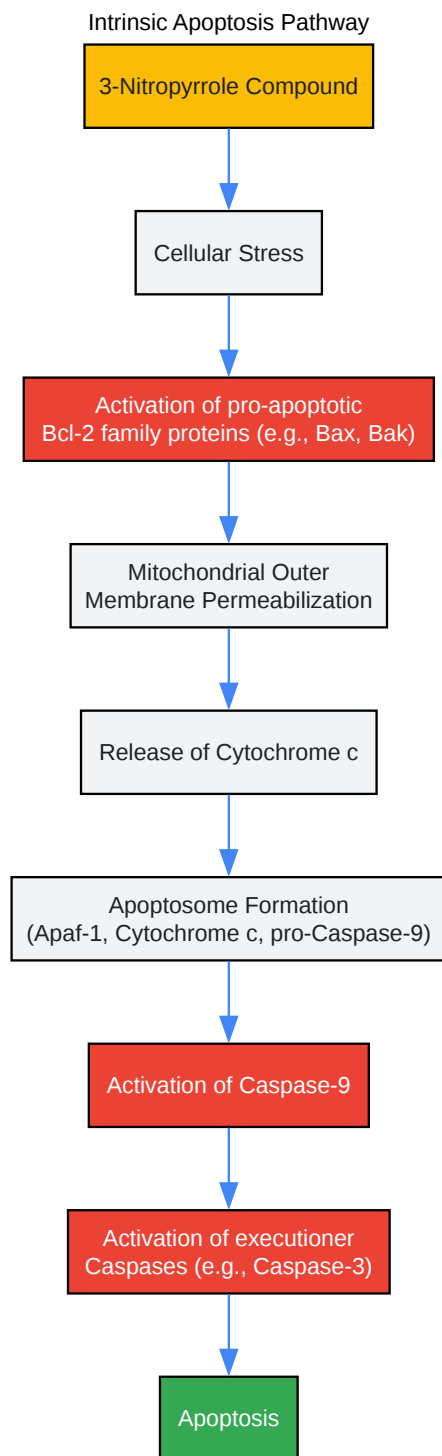 Intrinsic Apoptosis Pathway
3-Nitropyrrole Compound
Cellular Stress
Activation of pro-apoptotic
Bcl-2 family proteins (e.g., Bax, Bak)
Mitochondrial Outer
Membrane Permeabilization
Release of Cytochrome c
Apoptosome Formation
(Apaf-1, Cytochrome c, pro-Caspase-9)
Activation of Caspase-9
Activation of executioner
Caspases (e.g., Caspase-3)
Apoptosis